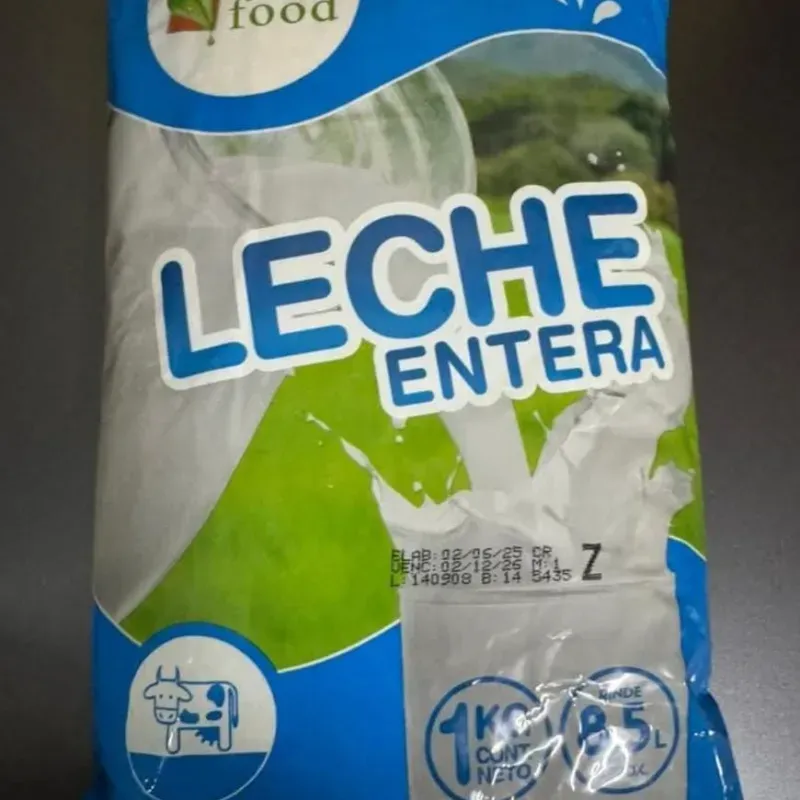 food
LECHE
ENTERA
ELAB: 02/06/25 CR
VENC: 02/12/26 M: 1
L: 140908 B: 14 5435 Z
1 KG.
CONT.
NETO
RINDE
8.5 L